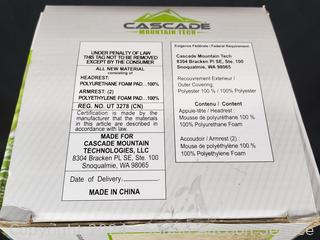 CASCADE
MOUNTAIN TECH
UNDER PENALTY OF LAW
THIS TAG NOT TO BE REMOVED
EXCEPT BY THE CONSUMER
ALL NEW MATERIAL
consisting of
HEADREST:
POLYURETHANE FOAM PAD...100%
ARMREST: (2)
POLYETHYLENE FOAM PAD...100%
REG. NO. UT 3278 (CN)
Certification is made by the
manufacturer that the materials
in this article are described in
accordance with law.
MADE FOR
CASCADE MOUNTAIN
TECHNOLOGIES, LLC
8304 Bracken Pl SE, Ste. 100
Snoqualmie, WA 98065
Date of Delivery
MADE IN CHINA
Exigence Fédérale / Federal Requirement
Cascade Mountain Tech
8304 Bracken Pl SE, Ste 100
Snoqualmie, WA 98065
Recouvrement Exterieur /
Outer Covering:
Polyester 100 % / 100% Polyester
Contenu / Content
Appuie-tête / Headrest :
Mousse de polyuréthane 100 %
100% Polyurethane Foam
Accoudoir / Armrest (2) :
Mousse de polyéthylène 100 %
100% Polyethylene Foam